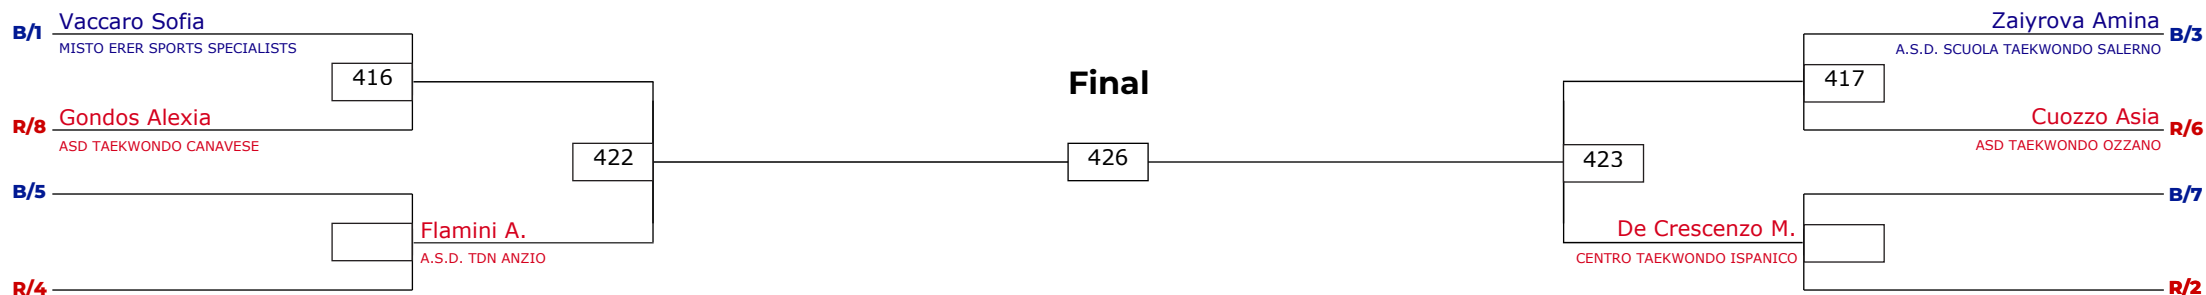 B/1 Vaccaro Sofia
MISTO ERER SPORTS SPECIALISTS
416
R/8 Gondos Alexia
ASD TAEKWONDO CANAVESE
422
B/5
Flamini A.
A.S.D. TDN ANZIO
R/4
Final
426
Zaiyrova Amina B/3
A.S.D. SCUOLA TAEKWONDO SALERNO
417
Cuozzo Asia R/6
ASD TAEKWONDO OZZANO
423
B/7
De Crescenzo M.
CENTRO TAEKWONDO ISPANICO
R/2